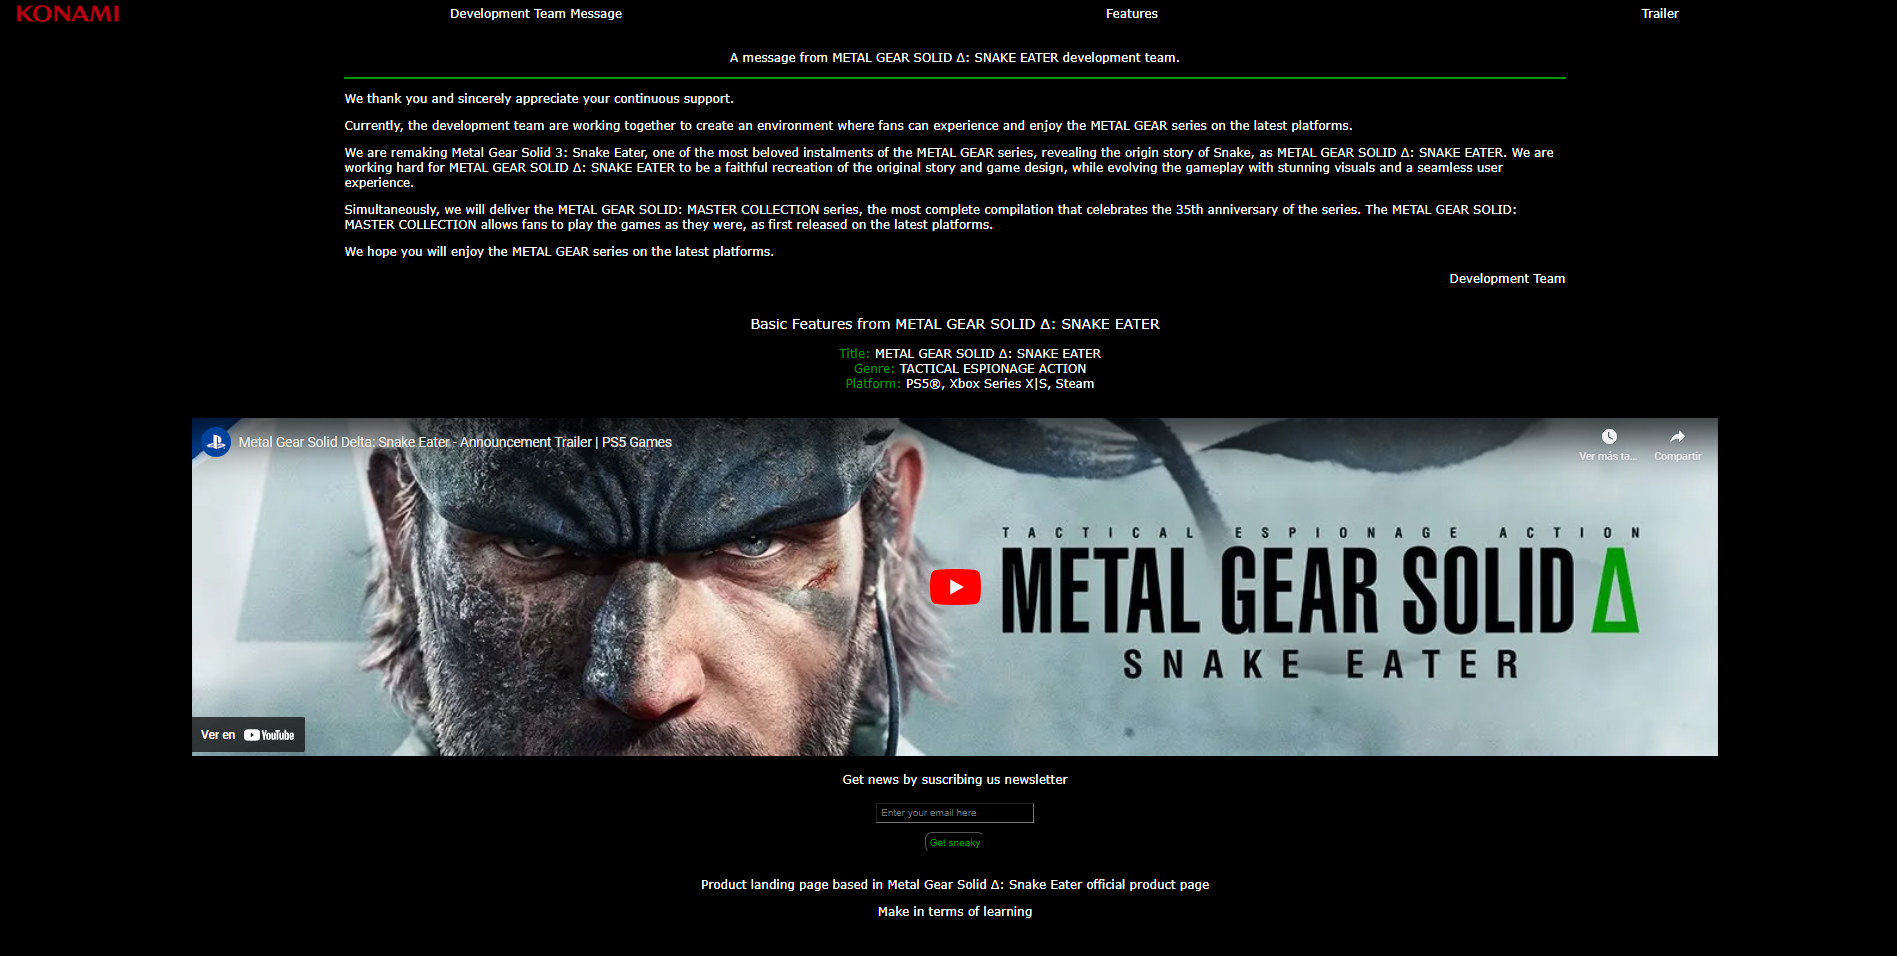 KONAMI
Development Team Message
Features
Trailer
A message from METAL GEAR SOLID Δ: SNAKE EATER development team.
We thank you and sincerely appreciate your continuous support.
Currently, the development team are working together to create an environment where fans can experience and enjoy the METAL GEAR series on the latest platforms.
We are remaking Metal Gear Solid 3: Snake Eater, one of the most beloved instalments of the METAL GEAR series, revealing the origin story of Snake, as METAL GEAR SOLID Δ: SNAKE EATER. We are
working hard for METAL GEAR SOLID Δ: SNAKE EATER to be a faithful recreation of the original story and game design, while evolving the gameplay with stunning visuals and a seamless user
experience.
Simultaneously, we will deliver the METAL GEAR SOLID: MASTER COLLECTION series, the most complete compilation that celebrates the 35th anniversary of the series. The METAL GEAR SOLID:
MASTER COLLECTION allows fans to play the games as they were, as first released on the latest platforms.
We hope you will enjoy the METAL GEAR series on the latest platforms.
Development Team
Basic Features from METAL GEAR SOLID Δ: SNAKE EATER
Title: METAL GEAR SOLID Δ: SNAKE EATER
Genre: TACTICAL ESPIONAGE ACTION
Platform: PS5®, Xbox Series X|S, Steam
Metal Gear Solid Delta: Snake Eater - Announcement Trailer | PS5 Games
Ver más ta...
Compartir
TACTICAL ESPIONAGE ACTION
METAL GEAR SOLID Δ
SNAKE EATER
Ver en YouTube
Get news by suscribing us newsletter
Enter your email here
Get sneaky
Product landing page based in Metal Gear Solid Δ: Snake Eater official product page
Make in terms of learning